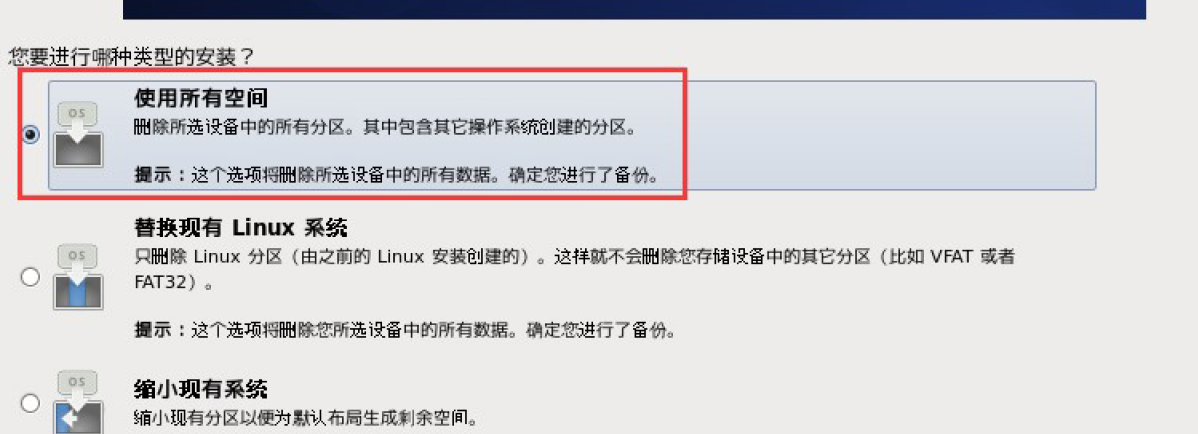 您要进行哪种类型的安装？
使用所有空间
OS
删除所选设备中的所有分区。其中包含其它操作系统创建的分区。
提示：这个选项将删除所选设备中的所有数据。确定您进行了备份。
替换现有 Linux 系统
OS
只删除 Linux 分区（由之前的 Linux 安装创建的）。这样就不会删除您存储设备中的其它分区（比如 VFAT 或者
FAT32）。
提示：这个选项将删除您所选设备中的所有数据。确定您进行了备份。
OS
缩小现有系统
缩小现有分区以便为默认布局生成剩余空间。